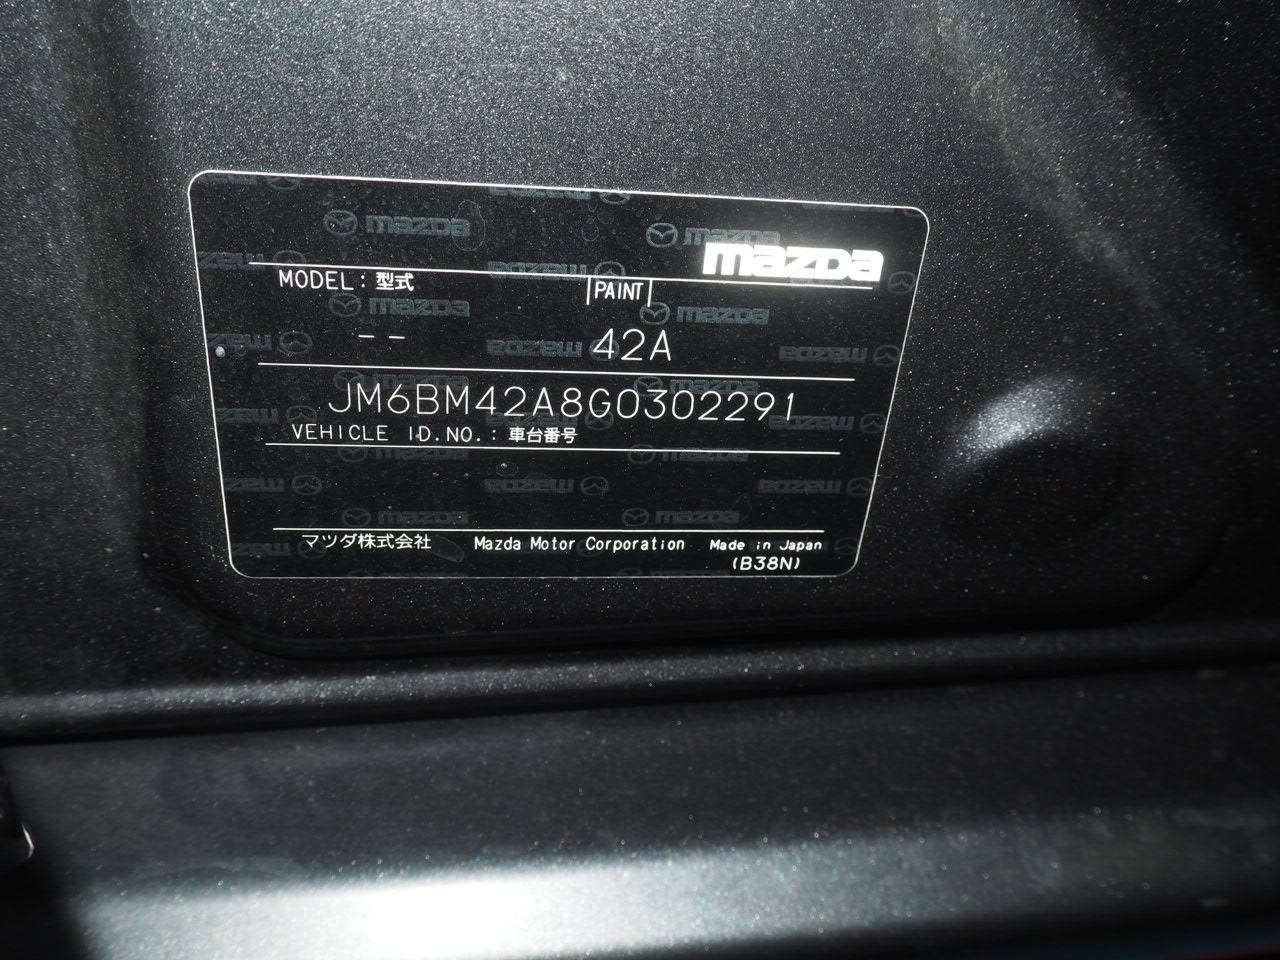 mazda
MODEL : 型式
PAINT
-- 42A
JM6BM42A8G0302291
VEHICLE ID.NO. : 車台番号
マツダ株式会社 Mazda Motor Corporation Made in Japan
(B38N)